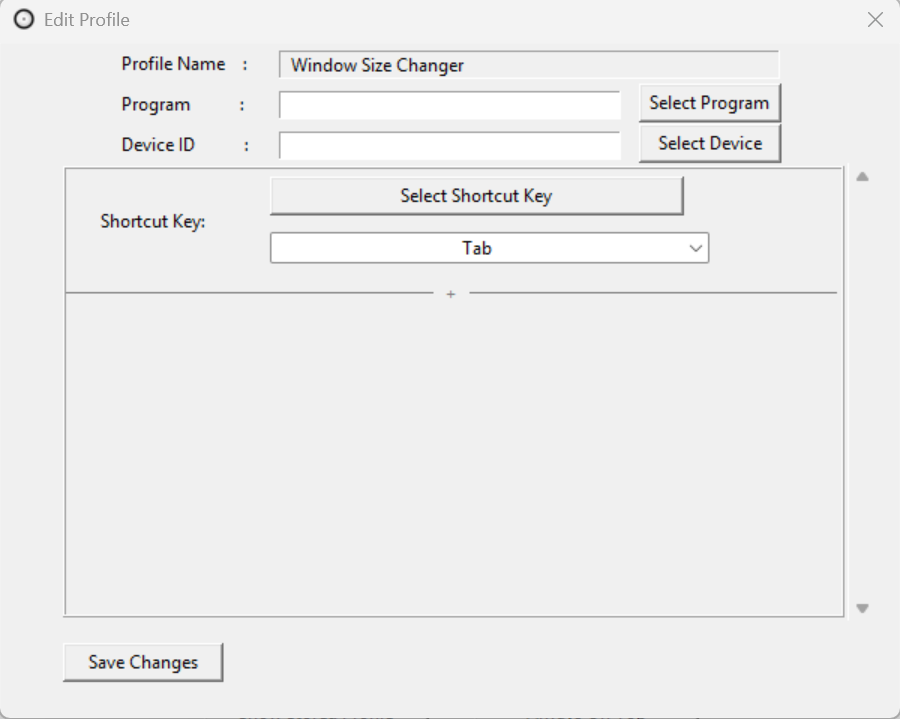 Edit Profile
Profile Name : Window Size Changer
Program : Select Program
Device ID : Select Device
Select Shortcut Key
Shortcut Key:
Tab
+
Save Changes